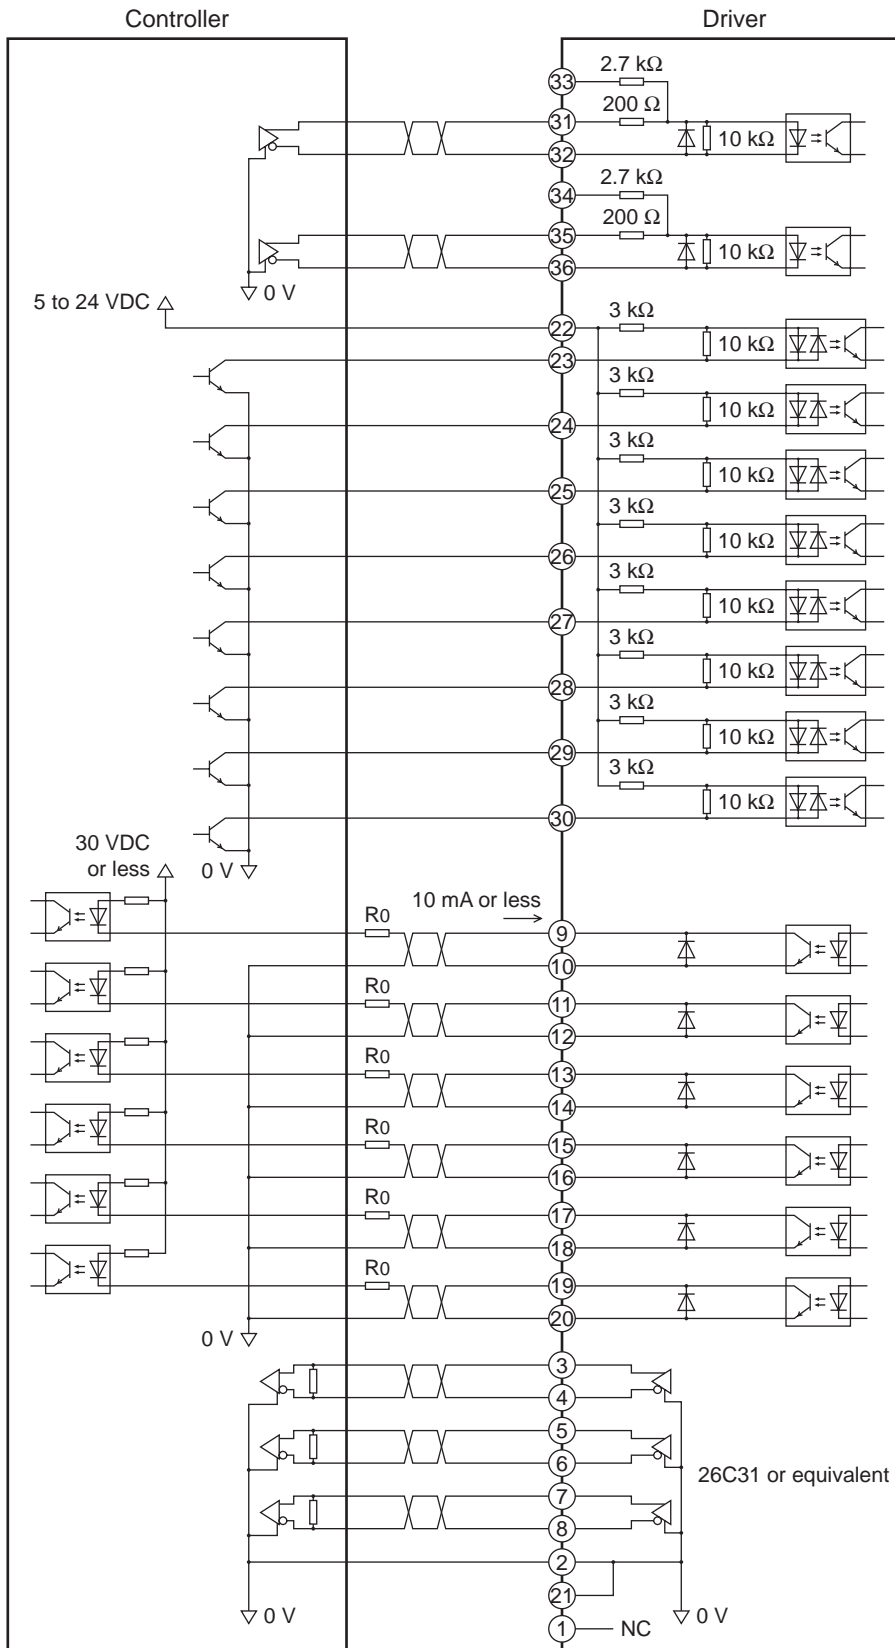 Controller
Driver
33
2.7 kΩ
200 Ω
31
10 kΩ
32
34
2.7 kΩ
200 Ω
35
10 kΩ
36
0 V
5 to 24 VDC
22
3 kΩ
10 kΩ
23
3 kΩ
10 kΩ
24
3 kΩ
10 kΩ
25
3 kΩ
10 kΩ
26
3 kΩ
10 kΩ
27
3 kΩ
10 kΩ
28
3 kΩ
10 kΩ
29
3 kΩ
10 kΩ
30
30 VDC
or less
0 V
10 mA or less
R0
9
10
R0
11
12
R0
13
14
R0
15
16
R0
17
18
R0
19
20
0 V
3
4
5
6
26C31 or equivalent
7
8
2
21
0 V
0 V
1
NC